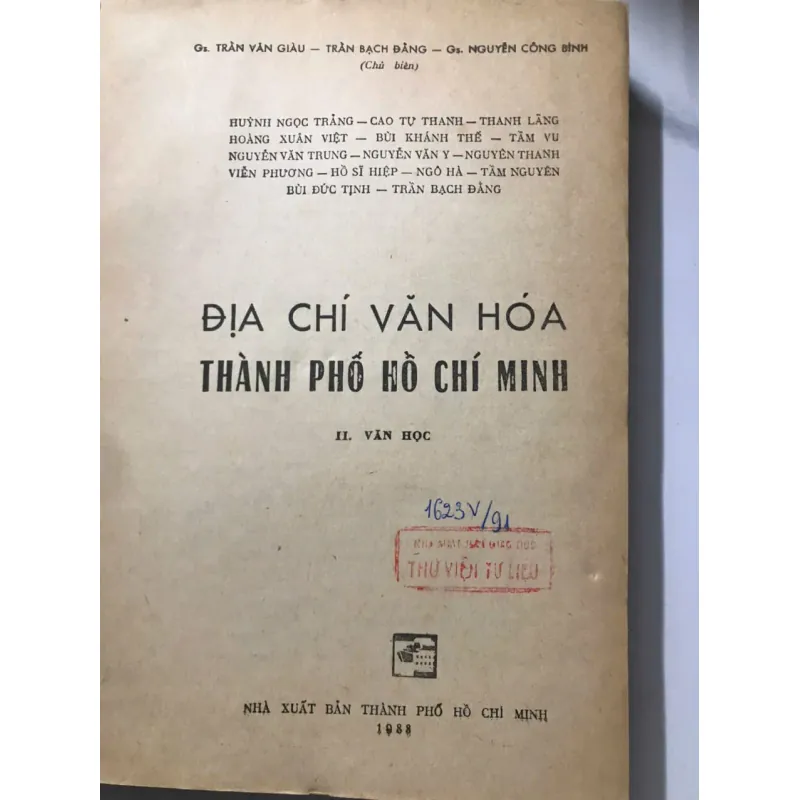 Gs. TRẦN VĂN GIÀU — TRẦN BẠCH ĐẰNG — Gs. NGUYỄN CÔNG BÌNH
(Chủ biên)
HUỲNH NGỌC TRẢNG — CAO TỰ THANH — THANH LÃNG
HOÀNG XUÂN VIỆT — BÙI KHÁNH THẾ — TẦM VU
NGUYỄN VĂN TRUNG — NGUYỄN VĂN Y — NGUYÊN THANH
VIỄN PHƯƠNG — HỒ SĨ HIỆP — NGÔ HÀ — TẦM NGUYÊN
BÙI ĐỨC TỊNH — TRẦN BẠCH ĐẰNG
ĐỊA CHÍ VĂN HÓA
THÀNH PHỐ HỒ CHÍ MINH
II. VĂN HỌC
1623V/91
THƯ VIỆN TƯ LIỆU
NHÀ XUẤT BẢN THÀNH PHỐ HỒ CHÍ MINH
1988